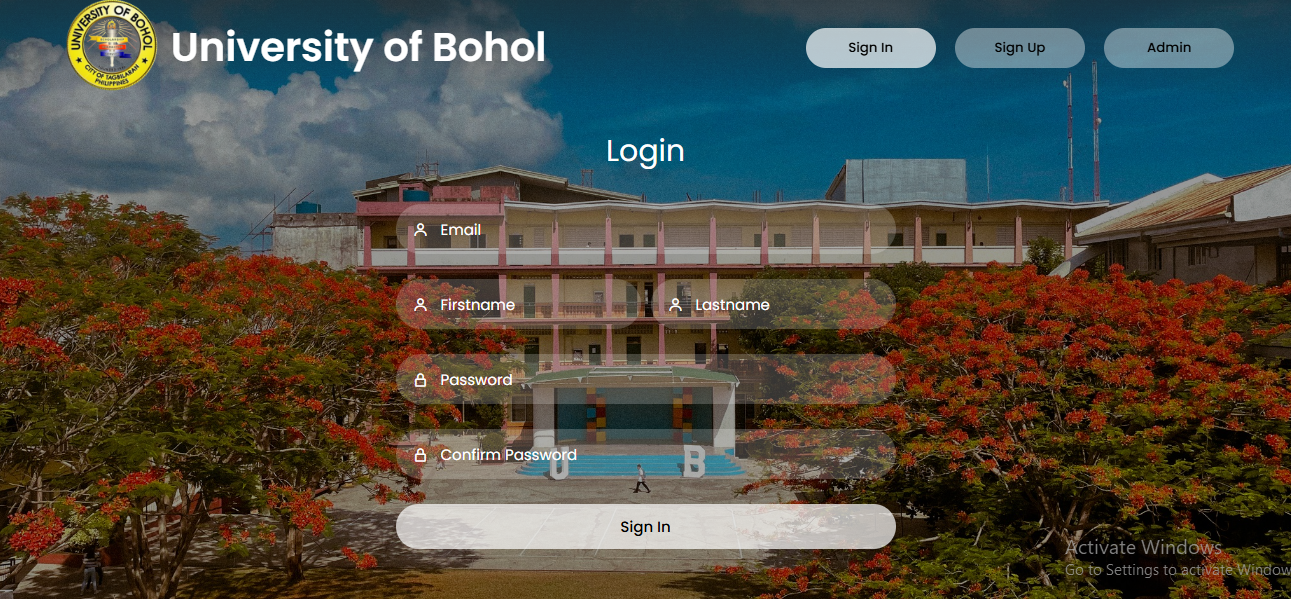 UNIVERSITY OF BOHOL
CITY OF TAGBILARAN
PHILIPPINES
University of Bohol
Sign In
Sign Up
Admin
Login
Email
Firstname
Lastname
Password
Confirm Password
U B
Sign In
Activate Windows
Go to Settings to activate Window